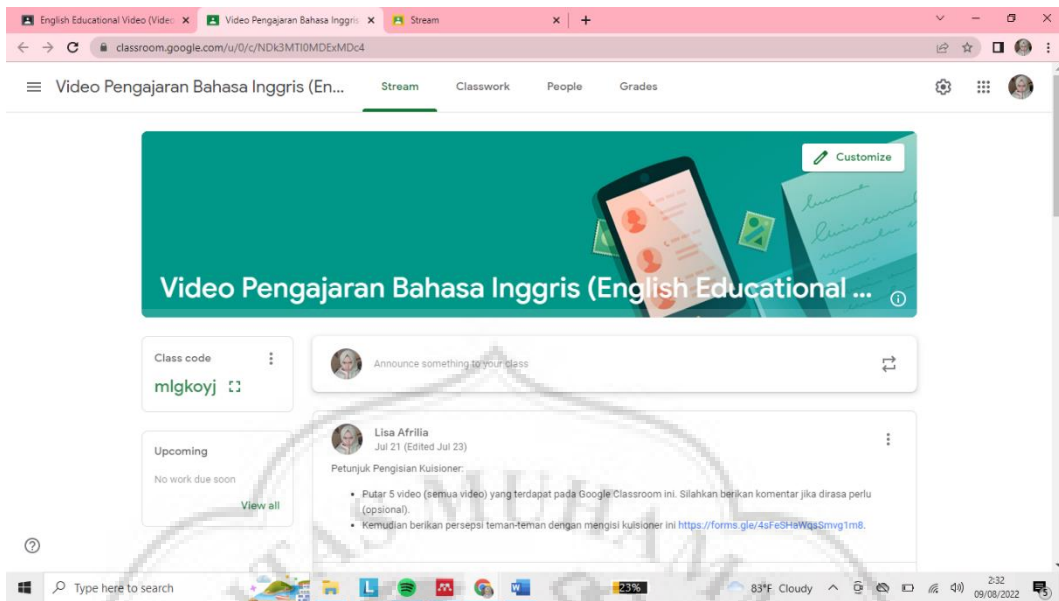 English Educational Video (Vide
Video Pengajaran Bahasa Inggris
Stream
classroom.google.com/u/0/c/NDk3MTI0MDExMDc4
Video Pengajaran Bahasa Inggris (En...
Stream
Classwork
People
Grades
Customize
Video Pengajaran Bahasa Inggris (English Educational ...
Class code
mlgkoyj
Announce something to your class
Upcoming
No work due soon
View all
Lisa Afrilia
Jul 21 (Edited Jul 23)
Petunjuk Pengisian Kuisioner:
Putar 5 video (semua video) yang terdapat pada Google Classroom ini. Silahkan berikan komentar jika dirasa perlu
(opsional).
Kemudian berikan persepsi teman-teman dengan mengisi kuisioner ini https://forms.gle/4sFeSHaWqsSmvg1m8.
AS MUHAM
Type here to search
23%
83°F Cloudy
2:32
09/08/2022
5